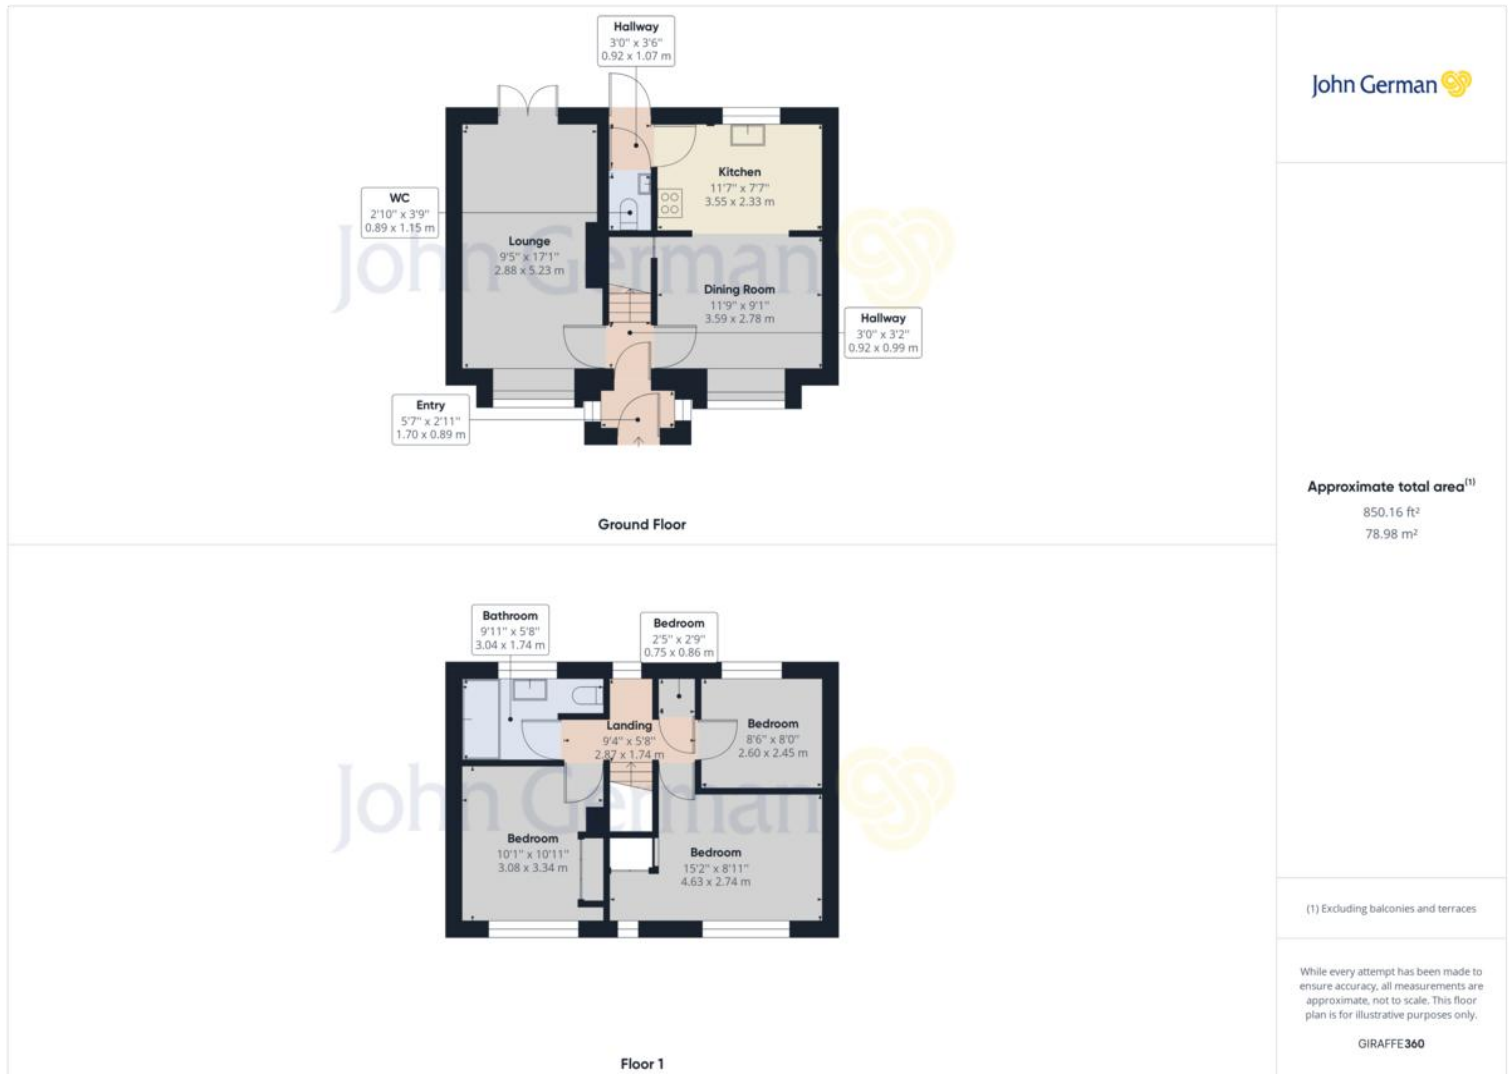 Hallway
3'0" x 3'6"
0.92 x 1.07 m
WC
2'10" x 3'9"
0.89 x 1.15 m
Lounge
9'5" x 17'1"
2.88 x 5.23 m
Kitchen
11'7" x 7'7"
3.55 x 2.33 m
Dining Room
11'9" x 9'1"
3.59 x 2.78 m
Hallway
3'0" x 3'2"
0.92 x 0.99 m
Entry
5'7" x 2'11"
1.70 x 0.89 m
John German
Ground Floor
Bathroom
9'11" x 5'8"
3.04 x 1.74 m
Bedroom
2'5" x 2'9"
0.75 x 0.86 m
Landing
9'4" x 5'8"
2.87 x 1.74 m
Bedroom
8'6" x 8'0"
2.60 x 2.45 m
Bedroom
10'1" x 10'11"
3.08 x 3.34 m
Bedroom
15'2" x 8'11"
4.63 x 2.74 m
John German
Floor 1
John German
Approximate total area(1)
850.16 ft²
78.98 m²
(1) Excluding balconies and terraces
While every attempt has been made to
ensure accuracy, all measurements are
approximate, not to scale. This floor
plan is for illustrative purposes only.
GIRAFFE360